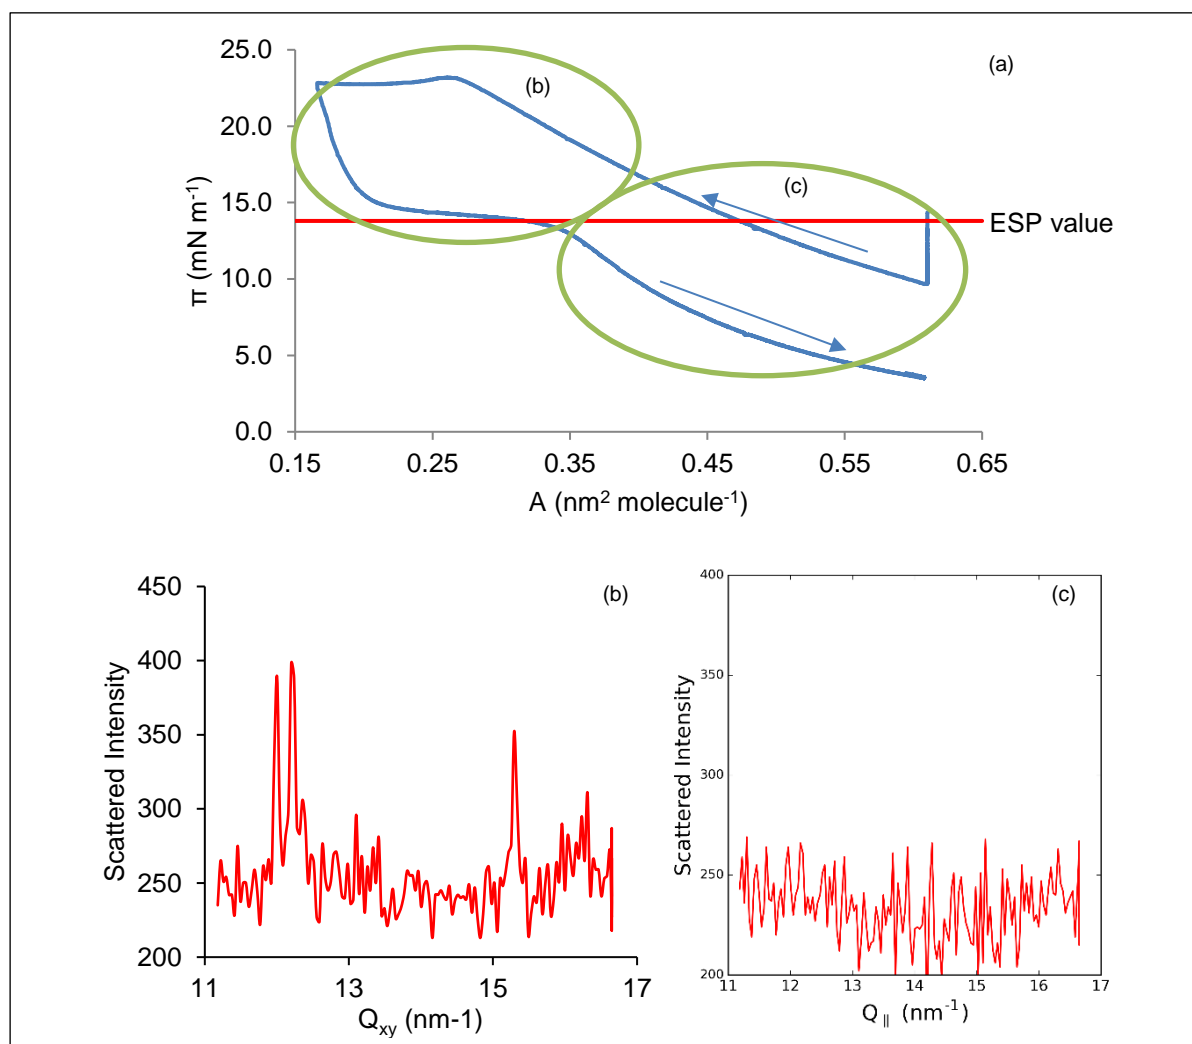 (a)
π (mN m-1)
25.0
20.0
15.0
10.0
5.0
0.0
(b)
(c)
ESP value
0.15 0.25 0.35 0.45 0.55 0.65
A (nm2 molecule-1)
(b)
Scattered Intensity
450
400
350
300
250
200
11 13 15 17
Qxy (nm-1)
(c)
Scattered Intensity
400
350
300
250
200
11 12 13 14 15 16 17
Q|| (nm-1)